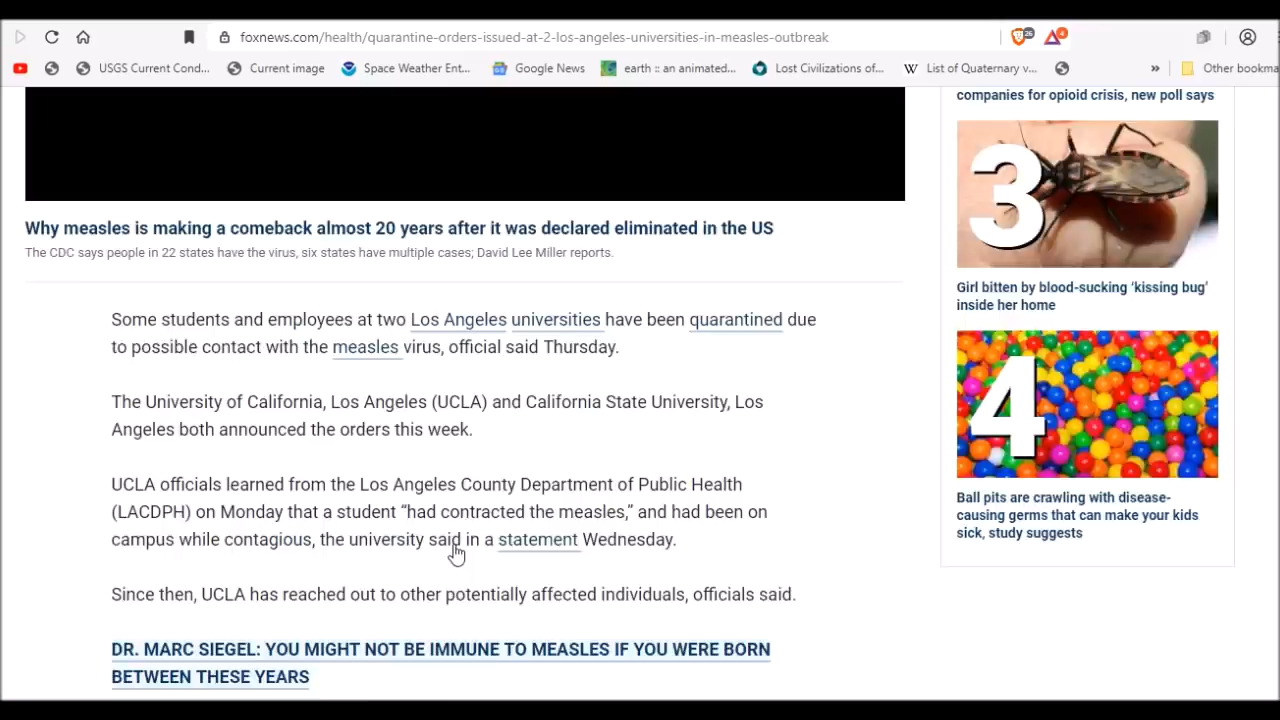 foxnews.com/health/quarantine-orders-issued-at-2-los-angeles-universities-in-measles-outbreak
25
4
USGS Current Cond...
Current image
Space Weather Ent...
Google News
earth :: an animated...
Lost Civilizations of...
W
List of Quaternary v...
»
Other bookma
companies for opioid crisis, new poll says
3
Girl bitten by blood-sucking ‘kissing bug’
inside her home
4
Ball pits are crawling with disease-
causing germs that can make your kids
sick, study suggests
Why measles is making a comeback almost 20 years after it was declared eliminated in the US
The CDC says people in 22 states have the virus, six states have multiple cases; David Lee Miller reports.
Some students and employees at two Los Angeles universities have been quarantined due
to possible contact with the measles virus, official said Thursday.
The University of California, Los Angeles (UCLA) and California State University, Los
Angeles both announced the orders this week.
UCLA officials learned from the Los Angeles County Department of Public Health
(LACDPH) on Monday that a student “had contracted the measles,” and had been on
campus while contagious, the university said in a statement Wednesday.
Since then, UCLA has reached out to other potentially affected individuals, officials said.
DR. MARC SIEGEL: YOU MIGHT NOT BE IMMUNE TO MEASLES IF YOU WERE BORN
BETWEEN THESE YEARS